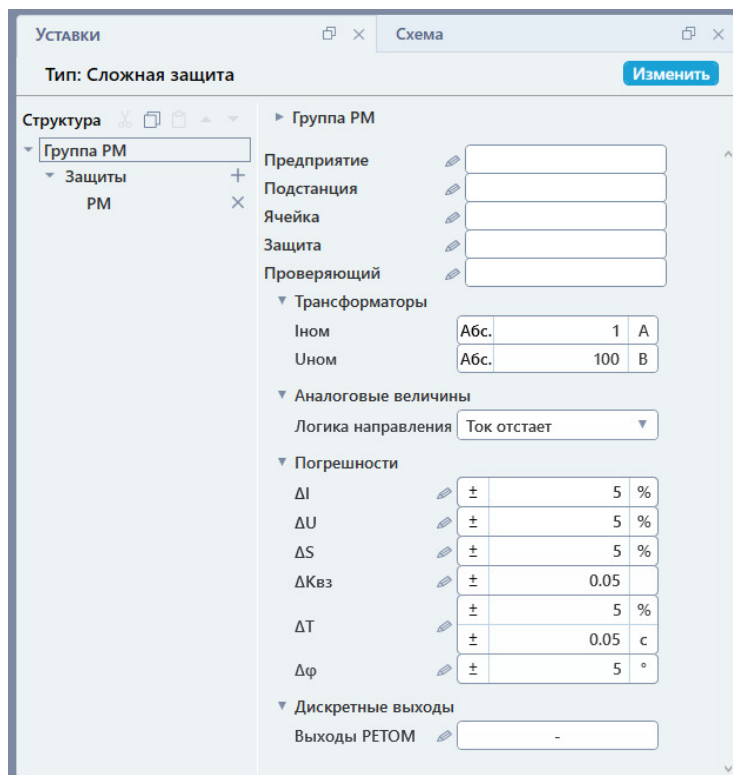 Уставки
Схема
Тип: Сложная защита
Изменить
Структура
Группа РМ
Защиты
РМ
Группа РМ
Предприятие
Подстанция
Ячейка
Защита
Проверяющий
Трансформаторы
Iном Абс. 1 А
Uном Абс. 100 В
Аналоговые величины
Логика направления Ток отстает
Погрешности
ΔI ± 5 %
ΔU ± 5 %
ΔS ± 5 %
ΔКвз ± 0.05
ΔT ± 5 %
± 0.05 с
Δφ ± 5 °
Дискретные выходы
Выходы РЕТОМ -